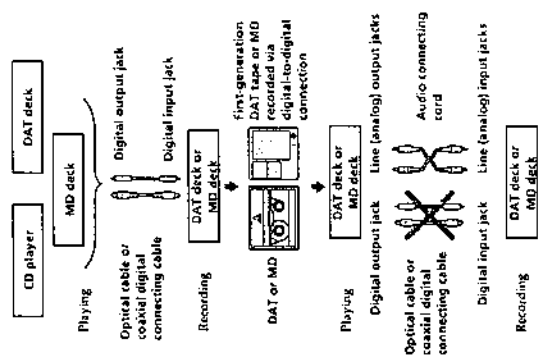 CD player
DAT deck
MD deck
Playing
Optical cable or
coaxial digital
connecting cable
Digital output jack
Digital input jack
Recording
DAT deck or
MD deck
DAT or MD
First-generation
DAT tape or MD
recorded via
digital-to-digital
connection
Playing
DAT deck or
MD deck
Digital output jack
Line (analog) output jacks
Optical cable or
coaxial digital
connecting cable
Audio connecting
cord
Digital input jack
Line (analog) input jacks
Recording
DAT deck or
MD deck